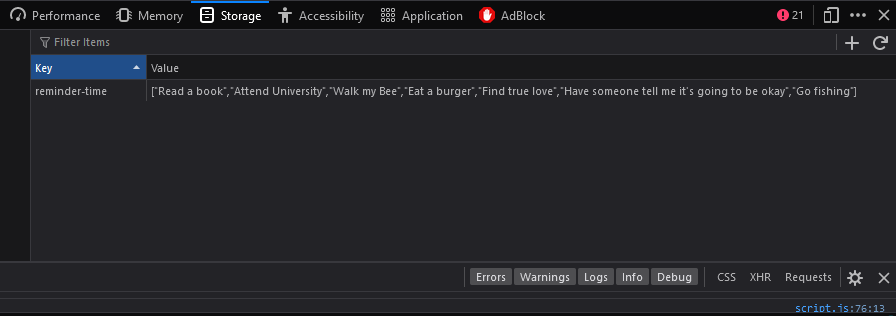 Performance Memory Storage Accessibility Application AdBlock 21
Filter Items
Key Value
reminder-time ["Read a book","Attend University","Walk my Bee","Eat a burger","Find true love","Have someone tell me it's going to be okay","Go fishing"]
Errors Warnings Logs Info Debug CSS XHR Requests
script.js:76:13